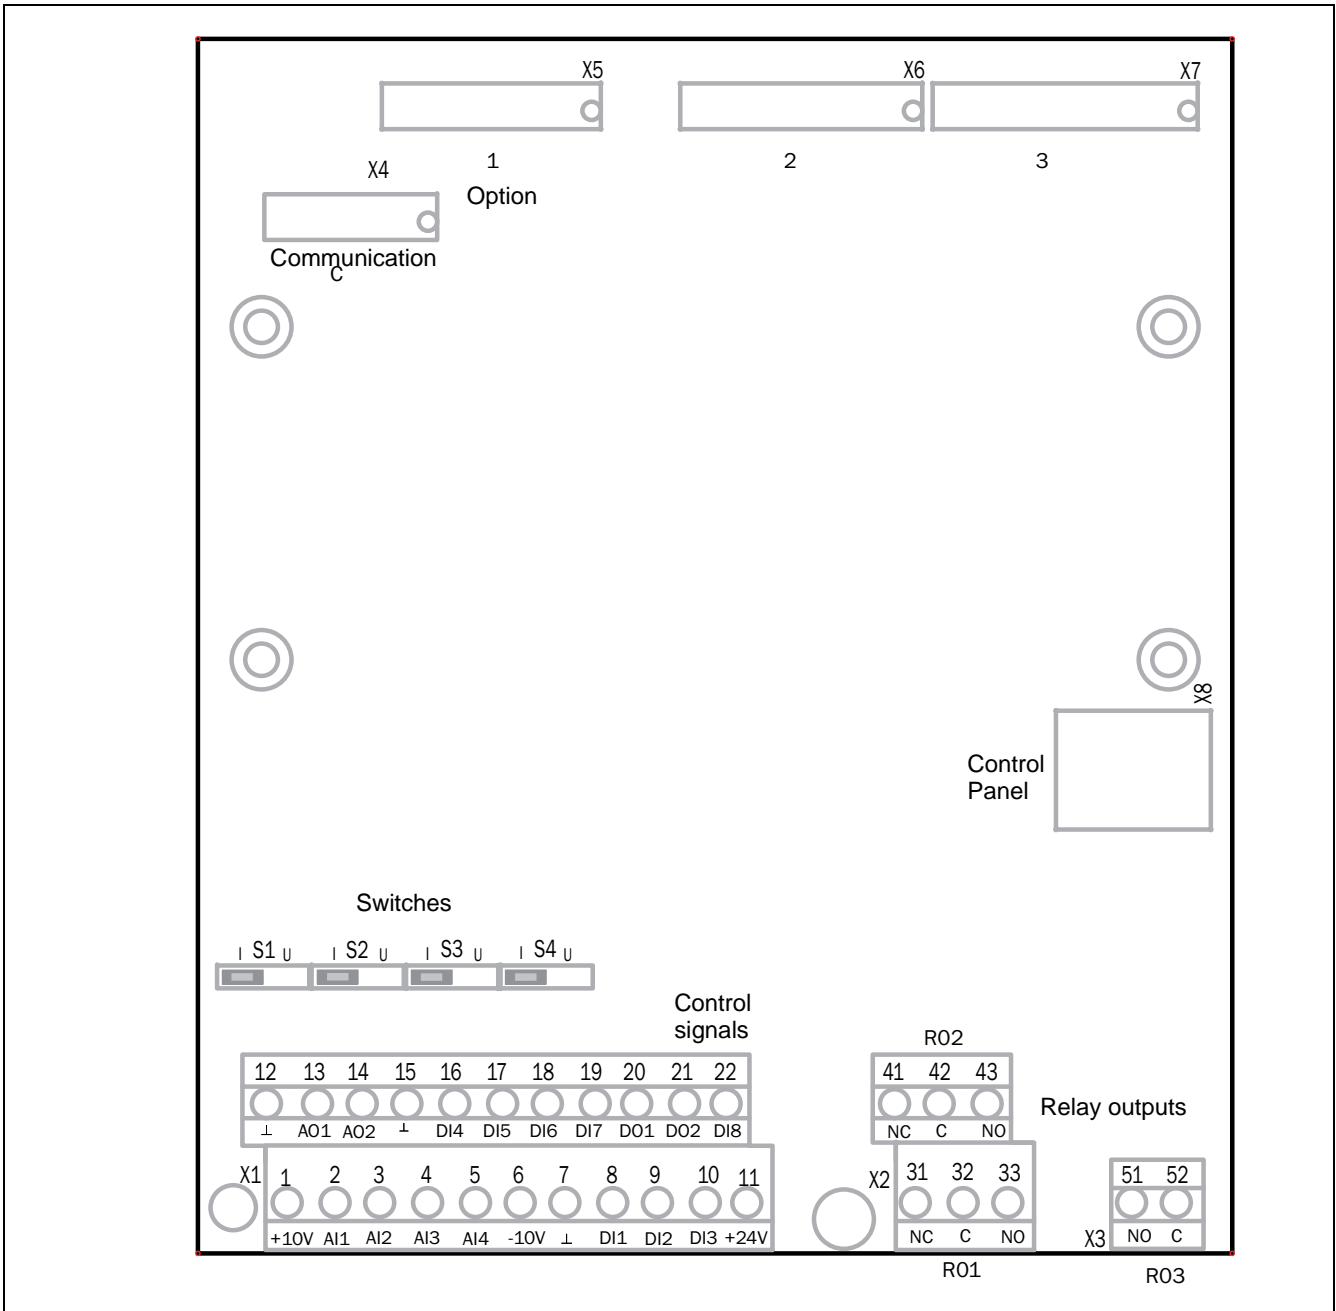 X5 X6 X7
1 2 3
X4
Option
Communication
C
X8
Control
Panel
Switches
I S1 U I S2 U I S3 U I S4 U
Control
signals
R02
12 13 14 15 16 17 18 19 20 21 22
41 42 43
Relay outputs
⊥ AO1 AO2 ⊥ DI4 DI5 DI6 DI7 DO1 DO2 DI8
NC C NO
X1
1 2 3 4 5 6 7 8 9 10 11
X2
31 32 33
51 52
+10V AI1 AI2 AI3 AI4 -10V ⊥ DI1 DI2 DI3 +24V
NC C NO
X3
NO C
R01
R03